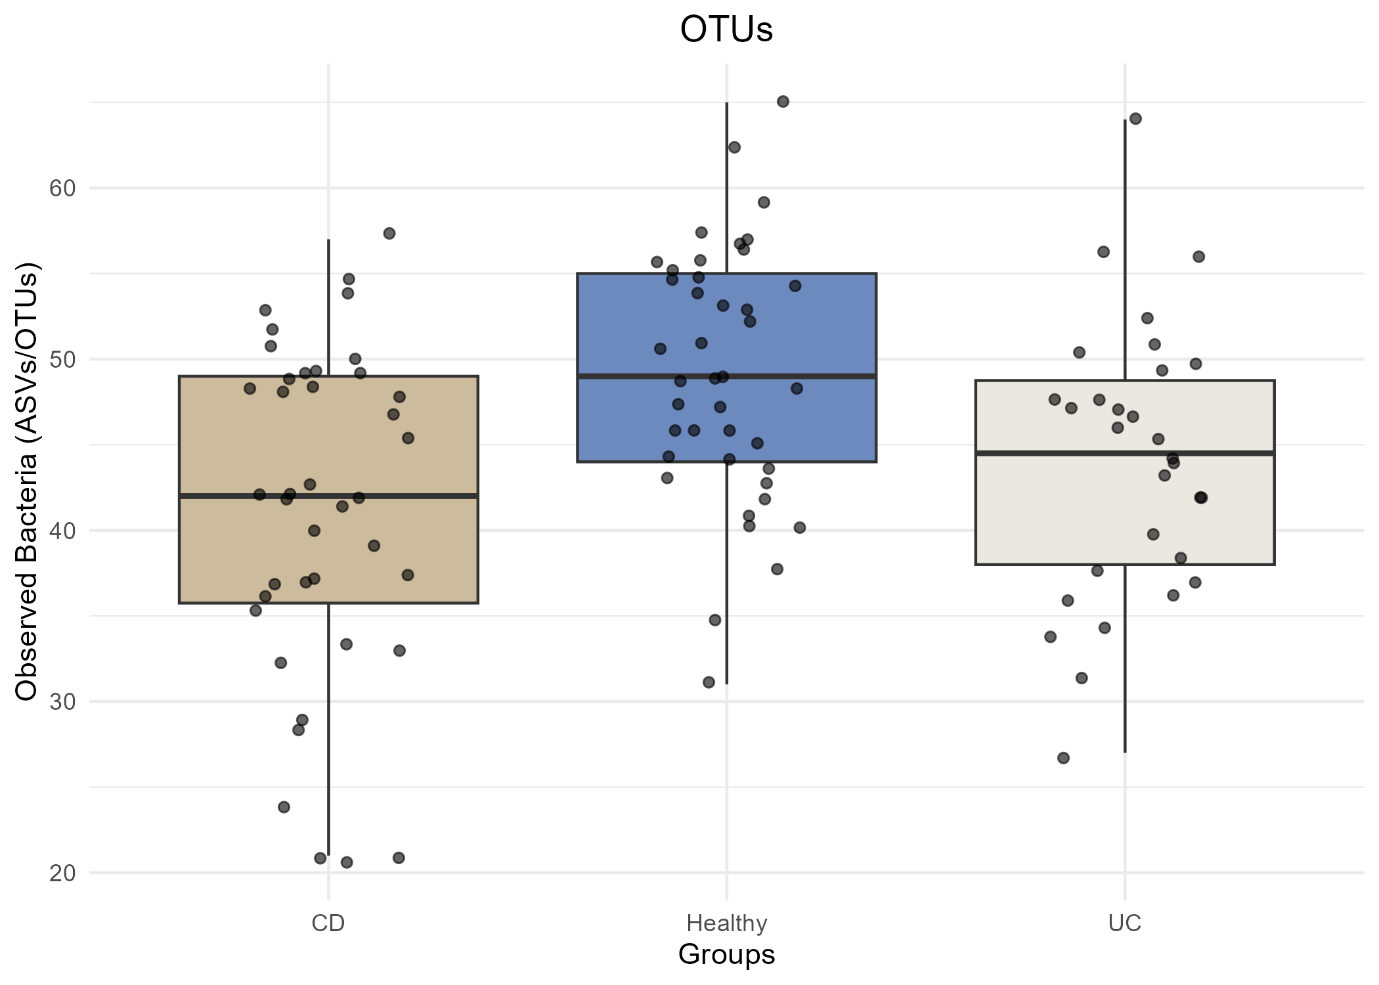 OTUs
Observed Bacteria (ASVs/OTUs)
60
50
40
30
20
CD
Healthy
UC
Groups